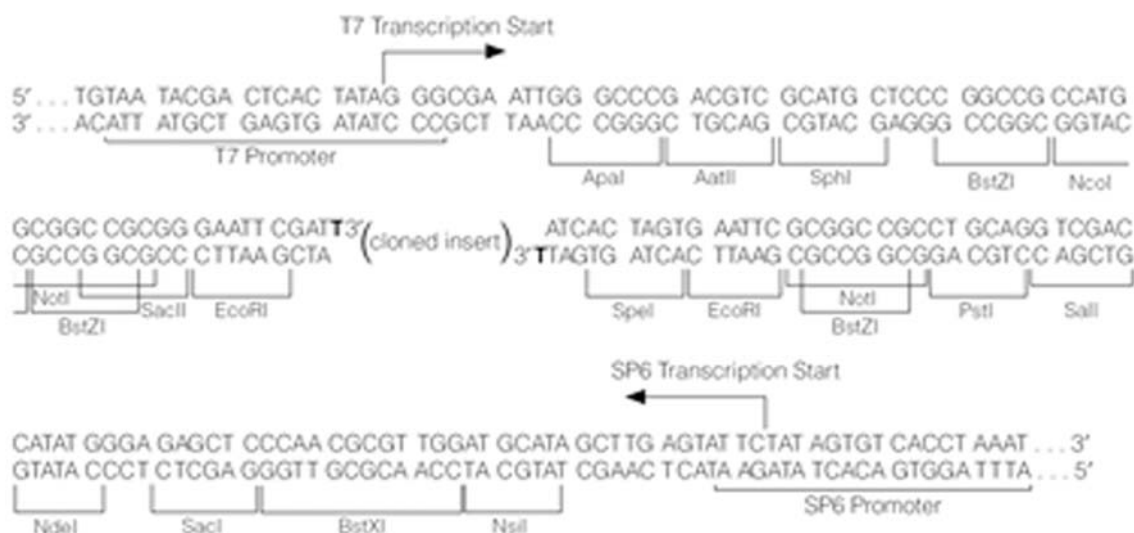 T7 Transcription Start
5′ . . . TGTAA TACGA CTCAC TATAG GGCGA ATTGG GCCCG ACGTC GCATG CTCCC GGCCG CCATG
3′ . . . ACATT ATGCT GAGTG ATATC CCGCT TAACC CGGGC TGCAG CGTAC GAGGG CCGGC GGTAC
T7 Promoter
ApaI AatII SphI BstZI NcoI
GCGGC CGCGG GAATT CGATT3′ (cloned insert) ATCAC TAGTG AATTC GCGGC CGCCT GCAGG TCGAC
CGCCG GCGCC CTTAA GCTA 3′TTAGTG ATCAC TTAAG CGCCG GCGGA CGTCC AGCTG
NotI SacII EcoRI SpeI EcoRI NotI PstI SalI
BstZI BstZI
SP6 Transcription Start
CATAT GGGA GAGCT CCCAA CGCGT TGGAT GCATA GCTTG AGTAT TCTAT AGTGT CACCT AAAT . . . 3′
GTATA CCCT CTCGAG GGTT GCGCA ACCTA CGTAT CGAAC TCATA AGATA TCACA GTGGA TTTA . . . 5′
SP6 Promoter
NdeI SacI BstXI NsiI